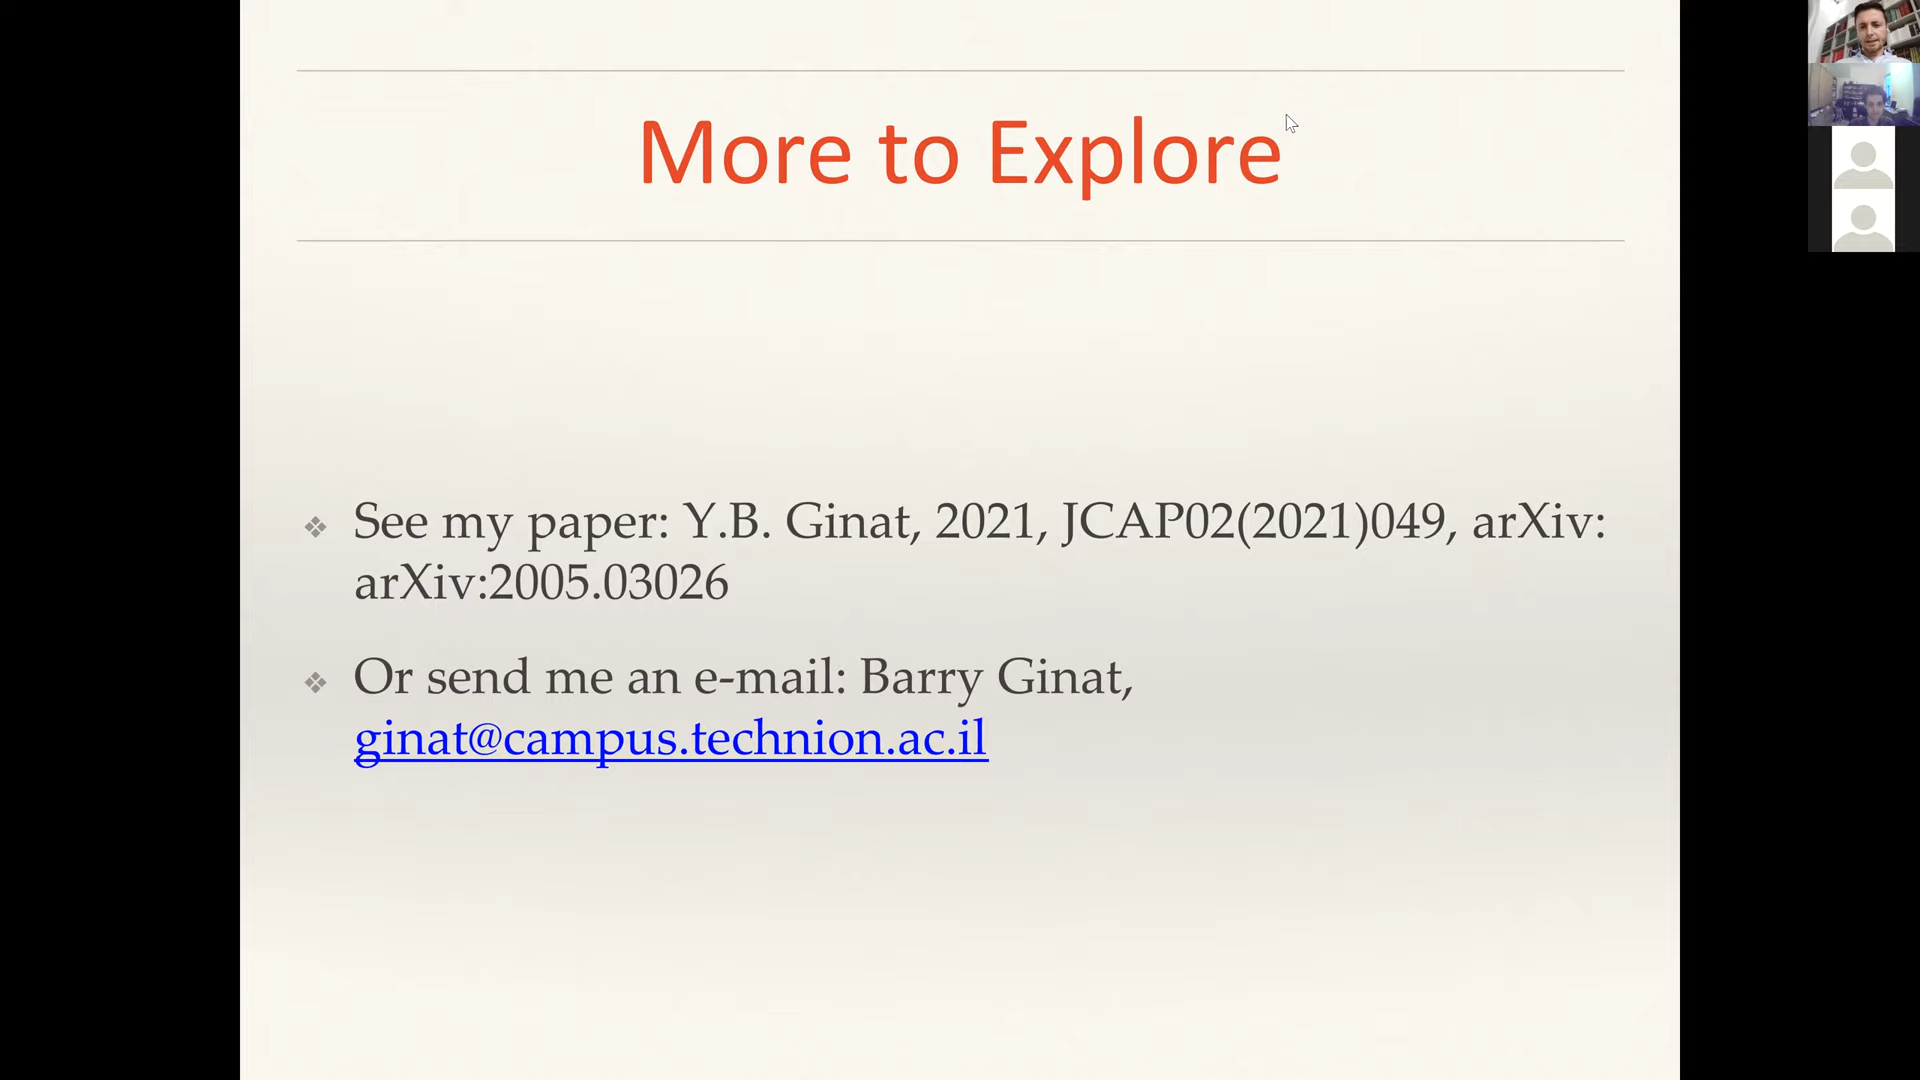 More to Explore
See my paper: Y.B. Ginat, 2021, JCAP02(2021)049, arXiv:
arXiv:2005.03026
Or send me an e-mail: Barry Ginat,
ginat@campus.technion.ac.il